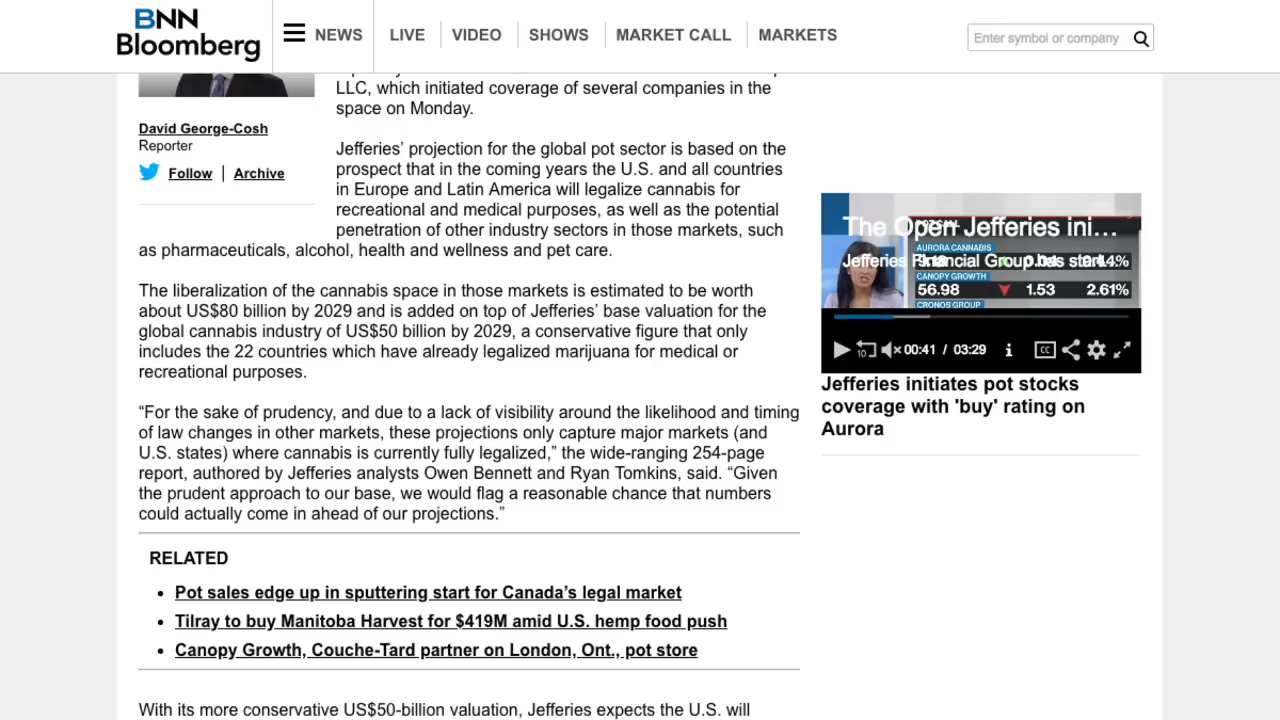 BNN
Bloomberg
NEWS
LIVE
VIDEO
SHOWS
MARKET CALL
MARKETS
Enter symbol or company
David George-Cosh
Reporter
Follow | Archive
LLC, which initiated coverage of several companies in the
space on Monday.
Jefferies’ projection for the global pot sector is based on the
prospect that in the coming years the U.S. and all countries
in Europe and Latin America will legalize cannabis for
recreational and medical purposes, as well as the potential
penetration of other industry sectors in those markets, such
as pharmaceuticals, alcohol, health and wellness and pet care.
The liberalization of the cannabis space in those markets is estimated to be worth
about US$80 billion by 2029 and is added on top of Jefferies’ base valuation for the
global cannabis industry of US$50 billion by 2029, a conservative figure that only
includes the 22 countries which have already legalized marijuana for medical or
recreational purposes.
“For the sake of prudency, and due to a lack of visibility around the likelihood and timing
of law changes in other markets, these projections only capture major markets (and
U.S. states) where cannabis is currently fully legalized,” the wide-ranging 254-page
report, authored by Jefferies analysts Owen Bennett and Ryan Tomkins, said. “Given
the prudent approach to our base, we would flag a reasonable chance that numbers
could actually come in ahead of our projections.”
RELATED
• Pot sales edge up in sputtering start for Canada’s legal market
• Tilray to buy Manitoba Harvest for $419M amid U.S. hemp food push
• Canopy Growth, Couche-Tard partner on London, Ont., pot store
With its more conservative US$50-billion valuation, Jefferies expects the U.S. will
The Open Jefferies ini...
AURORA CANNABIS
Jefferies Financial Group has start...
CANOPY GROWTH
56.98 1.53 2.61%
CRONOS GROUP
10 00:41 / 03:29 i CC
Jefferies initiates pot stocks
coverage with 'buy' rating on
Aurora